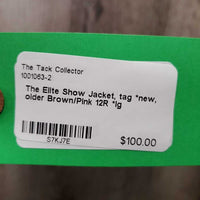 The Tack Collector
1001063-2
The Elite Show Jacket, tag *new,
older Brown/Pink 12R *lg
S7KJ7E
$100.00